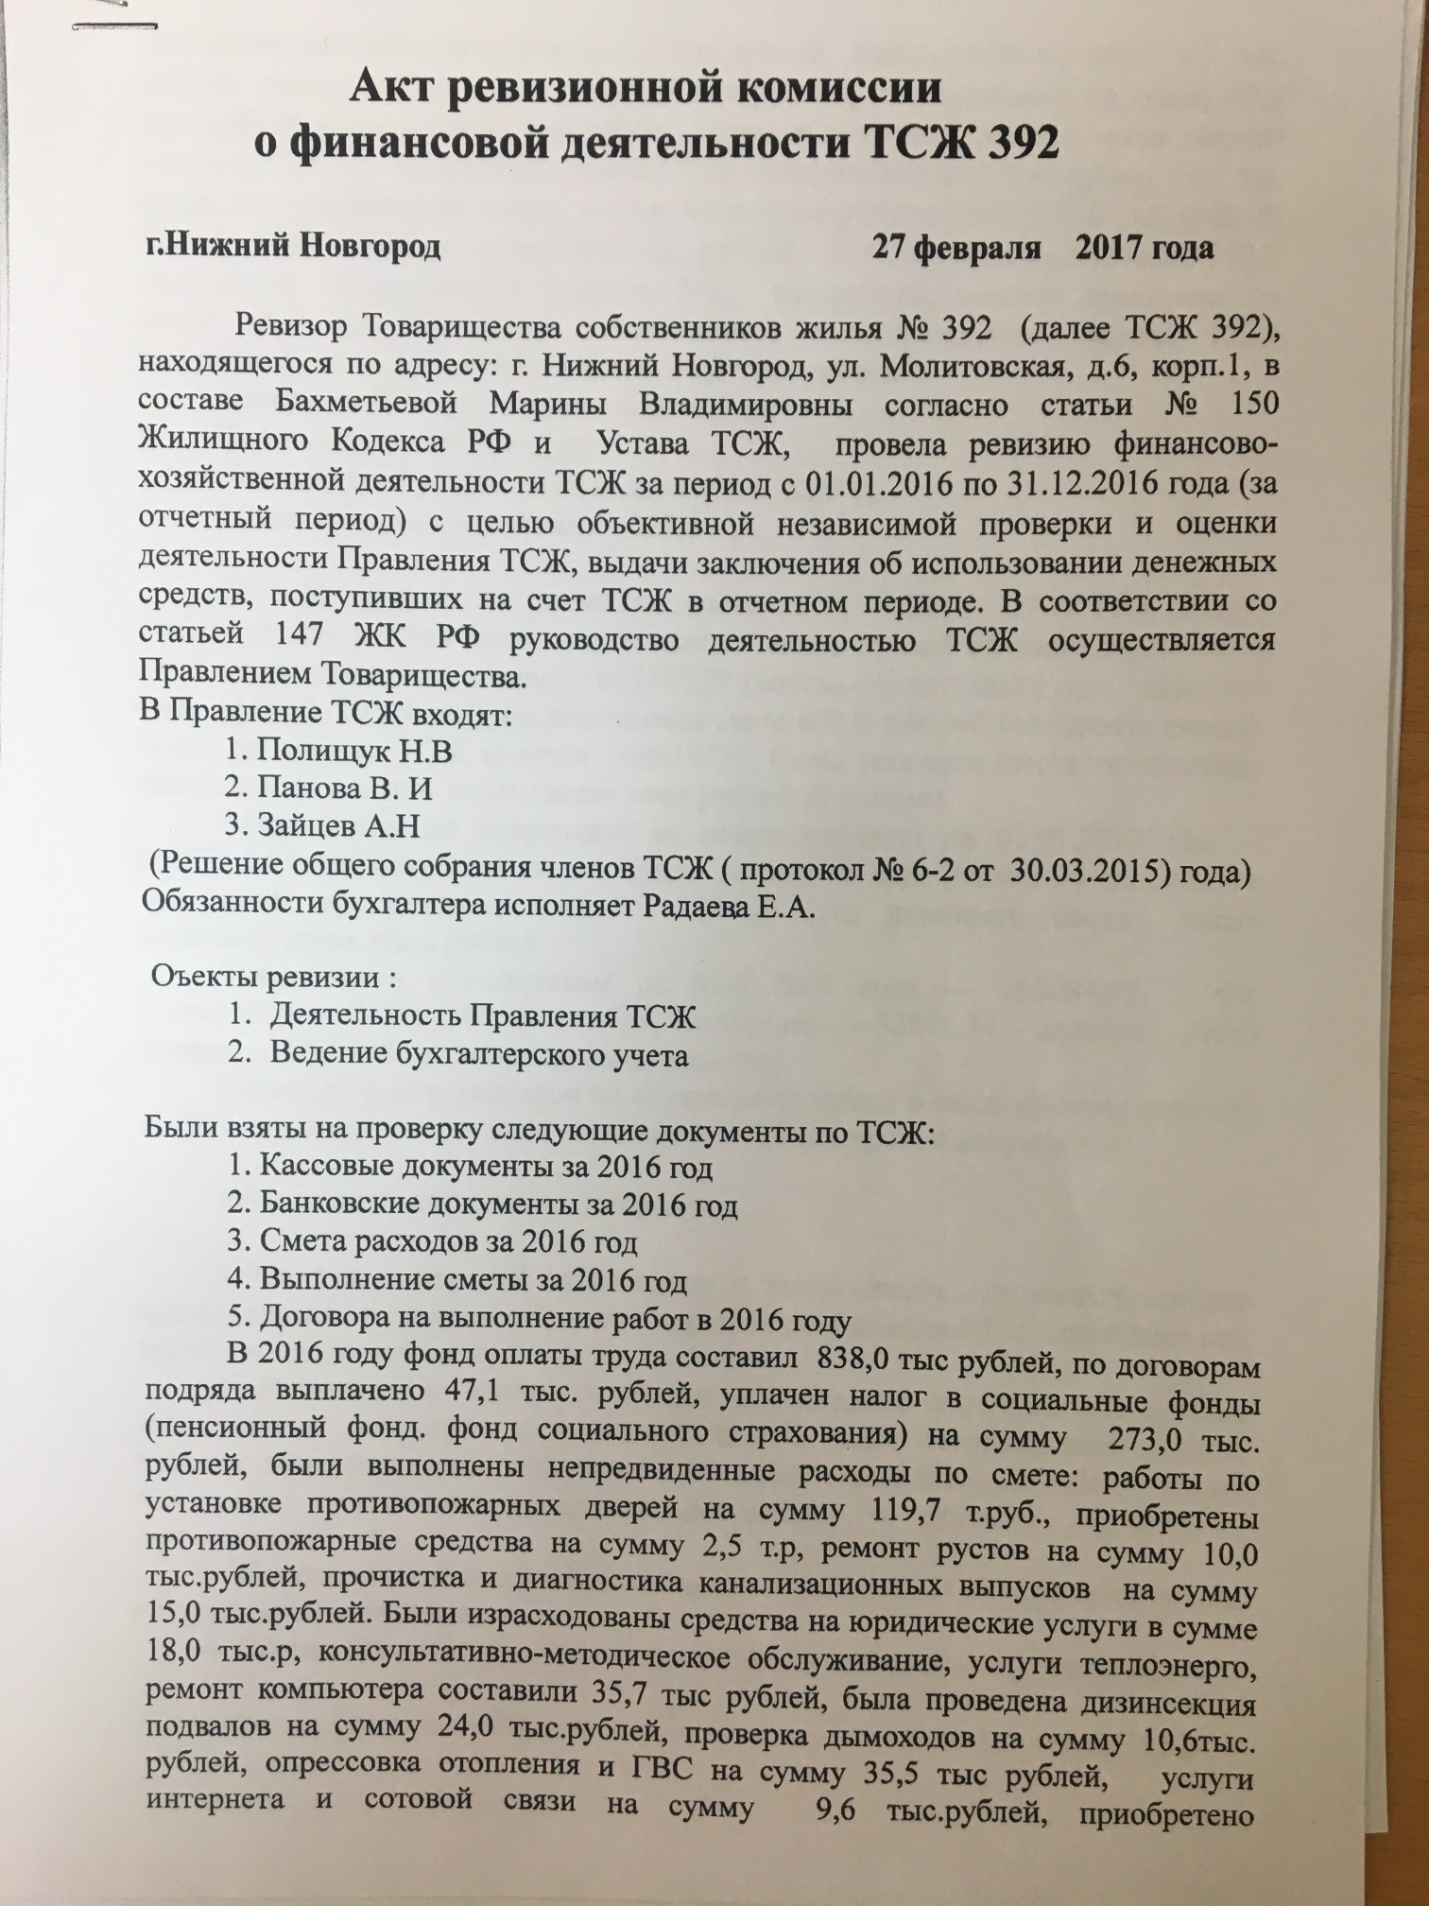 Акт ревизионной комиссии
о финансовой деятельности ТСЖ 392
г.Нижний Новгород 27 февраля 2017 года
Ревизор Товарищества собственников жилья № 392 (далее ТСЖ 392),
находящегося по адресу: г. Нижний Новгород, ул. Молитовская, д.6, корп.1, в
составе Бахметьевой Марины Владимировны согласно статьи № 150
Жилищного Кодекса РФ и Устава ТСЖ, провела ревизию финансово-
хозяйственной деятельности ТСЖ за период с 01.01.2016 по 31.12.2016 года (за
отчетный период) с целью объективной независимой проверки и оценки
деятельности Правления ТСЖ, выдачи заключения об использовании денежных
средств, поступивших на счет ТСЖ в отчетном периоде. В соответствии со
статьей 147 ЖК РФ руководство деятельностью ТСЖ осуществляется
Правлением Товарищества.
В Правление ТСЖ входят:
1. Полищук Н.В
2. Панова В. И
3. Зайцев А.Н
(Решение общего собрания членов ТСЖ ( протокол № 6-2 от 30.03.2015) года)
Обязанности бухгалтера исполняет Радаева Е.А.
Оъекты ревизии :
1. Деятельность Правления ТСЖ
2. Ведение бухгалтерского учета
Были взяты на проверку следующие документы по ТСЖ:
1. Кассовые документы за 2016 год
2. Банковские документы за 2016 год
3. Смета расходов за 2016 год
4. Выполнение сметы за 2016 год
5. Договора на выполнение работ в 2016 году
В 2016 году фонд оплаты труда составил 838,0 тыс рублей, по договорам
подряда выплачено 47,1 тыс. рублей, уплачен налог в социальные фонды
(пенсионный фонд. фонд социального страхования) на сумму 273,0 тыс.
рублей, были выполнены непредвиденные расходы по смете: работы по
установке противопожарных дверей на сумму 119,7 т.руб., приобретены
противопожарные средства на сумму 2,5 т.р, ремонт рустов на сумму 10,0
тыс.рублей, прочистка и диагностика канализационных выпусков на сумму
15,0 тыс.рублей. Были израсходованы средства на юридические услуги в сумме
18,0 тыс.р, консультативно-методическое обслуживание, услуги теплоэнерго,
ремонт компьютера составили 35,7 тыс рублей, была проведена дизинсекция
подвалов на сумму 24,0 тыс.рублей, проверка дымоходов на сумму 10,6тыс.
рублей, опрессовка отопления и ГВС на сумму 35,5 тыс рублей, услуги
интернета и сотовой связи на сумму 9,6 тыс.рублей, приобретено